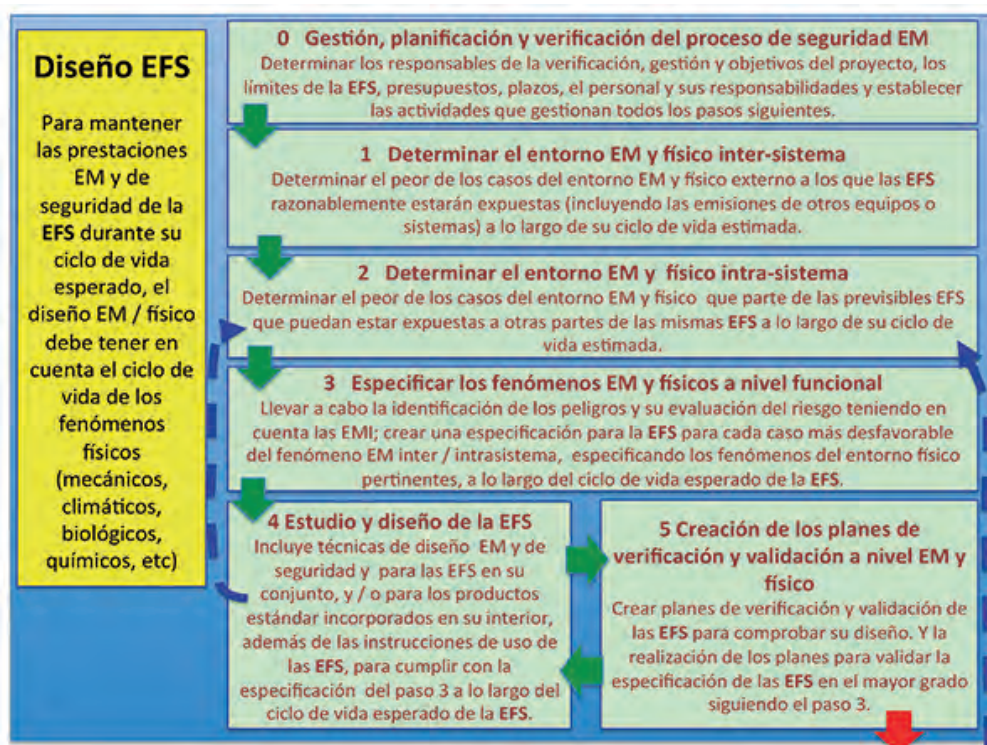 Diseño EFS
Para mantener
las prestaciones
EM y de
seguridad de la
EFS durante su
ciclo de vida
esperado, el
diseño EM / físico
debe tener en
cuenta el ciclo de
vida de los
fenómenos
físicos
(mecánicos,
climáticos,
biológicos,
químicos, etc)
0 Gestión, planificación y verificación del proceso de seguridad EM
Determinar los responsables de la verificación, gestión y objetivos del proyecto, los
límites de la EFS, presupuestos, plazos, el personal y sus responsabilidades y establecer
las actividades que gestionan todos los pasos siguientes.
1 Determinar el entorno EM y físico inter-sistema
Determinar el peor de los casos del entorno EM y físico externo a los que las EFS
razonablemente estarán expuestas (incluyendo las emisiones de otros equipos o
sistemas) a lo largo de su ciclo de vida estimada.
2 Determinar el entorno EM y físico intra-sistema
Determinar el peor de los casos del entorno EM y físico que parte de las previsibles EFS
que puedan estar expuestas a otras partes de las mismas EFS a lo largo de su ciclo de
vida estimada.
3 Especificar los fenómenos EM y físicos a nivel funcional
Llevar a cabo la identificación de los peligros y su evaluación del riesgo teniendo en
cuenta las EMI; crear una especificación para la EFS para cada caso más desfavorable
del fenómeno EM inter / intrasistema, especificando los fenómenos del entorno físico
pertinentes, a lo largo del ciclo de vida esperado de la EFS.
4 Estudio y diseño de la EFS
Incluye técnicas de diseño EM y de
seguridad y para las EFS en su
conjunto, y / o para los productos
estándar incorporados en su interior,
además de las instrucciones de uso de
las EFS, para cumplir con la
especificación del paso 3 a lo largo del
ciclo de vida esperado de la EFS.
5 Creación de los planes de
verificación y validación a nivel EM y
físico
Crear planes de verificación y validación de
las EFS para comprobar su diseño. Y la
realización de los planes para validar la
especificación de las EFS en el mayor grado
siguiendo el paso 3.